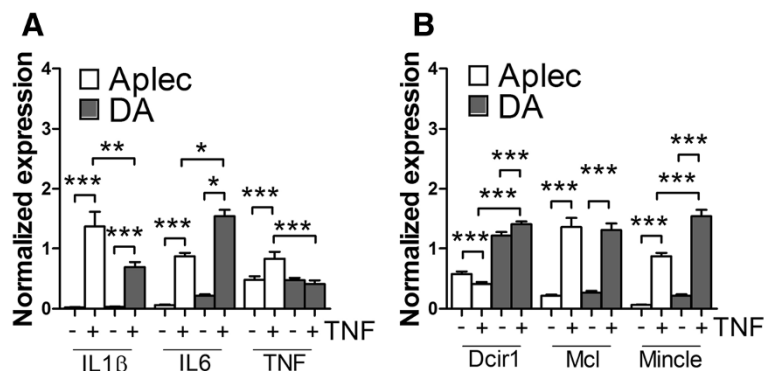 A
Normalized expression
4
3
2
1
0
Aplec
DA
** * *
*** *** *** *** ***
- + - + - + - + - + - + TNF
IL1β IL6 TNF
B
Normalized expression
4
3
2
1
0
Aplec
DA
*** *** ***
*** *** ***
*** ***
- + - + - + - + - + - + TNF
Dcir1 Mcl Mincle